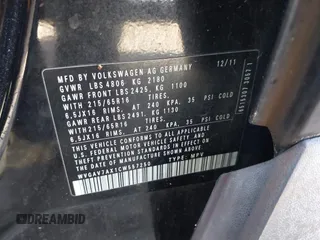 MFD BY VOLKSWAGEN AG GERMANY 12/11
GVWR LBS 4806 KG 2180
GAWR FRONT LBS 2425, KG 1100
WITH 215/65R16 TIRES,
6,5JX16 RIMS, AT 240 KPA, 35 PSI COLD
GAWR REAR LBS 2491, KG 1130
WITH 215/65R16 TIRES,
6,5JX16 RIMS, AT 240 KPA, 35 PSI COLD
THIS VEHICLE CONFORMS TO ALL APPLICABLE
FEDERAL MOTOR VEHICLE SAFETY
STANDARDS IN EFFECT ON THE DATE OF
MANUFACTURE SHOWN ABOVE
TYPE: MPV
DREAMBID